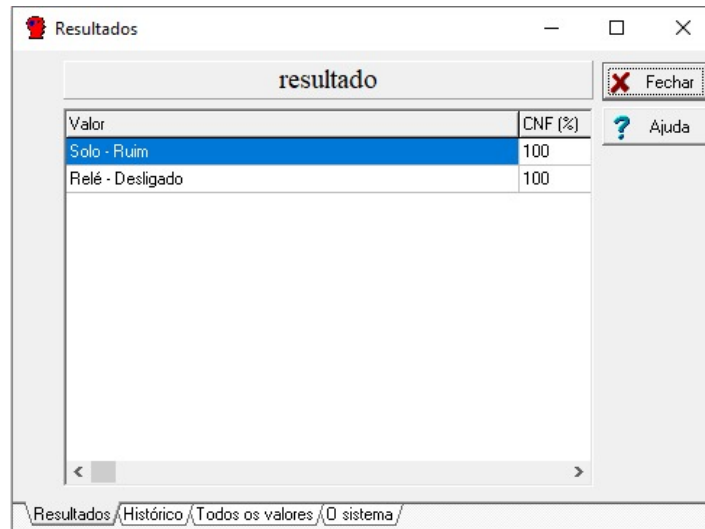 Resultados
resultado
Fechar
Ajuda
Valor CNF (%)
Solo - Ruim 100
Relé - Desligado 100
Resultados Histórico Todos os valores O sistema